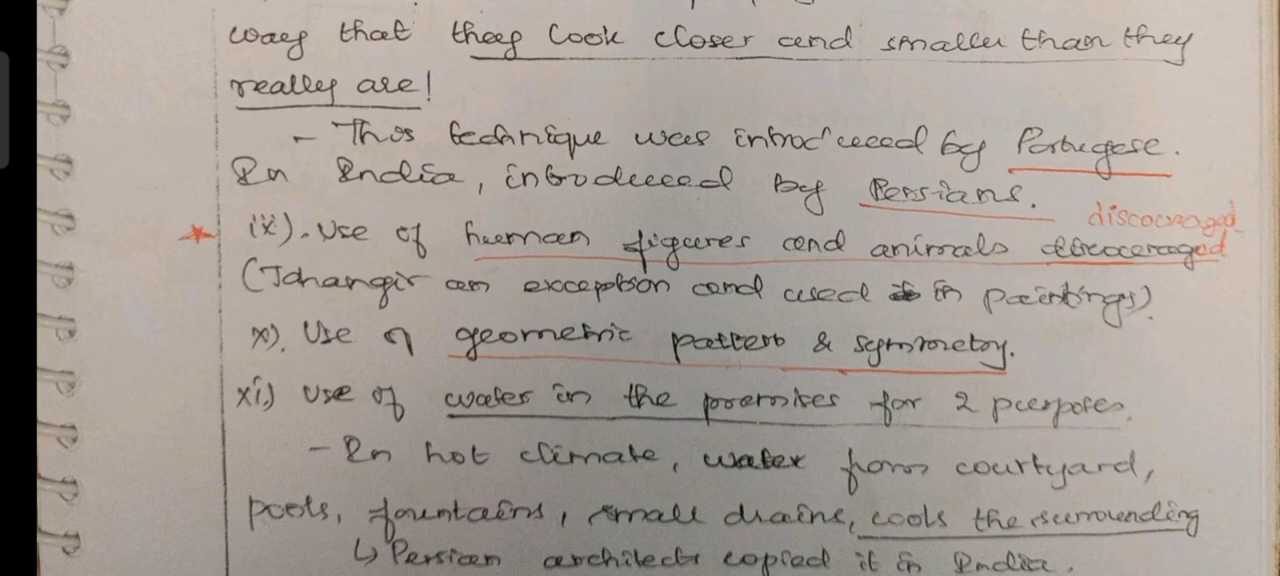 way that they look closer and smaller than they
really are!
- This technique was introduced by Portugese.
In India, introduced by Persians.
discouraged
ix). Use of human figures and animals discouraged
(Jahangir an exception and used in paintings).
x). Use of geometric pattern & symmetry.
xi) Use of water in the premises for 2 purposes.
- In hot climate, water from courtyard,
pools, fountains, small drains, cools the surrounding
↳ Persian architects copied it in India.